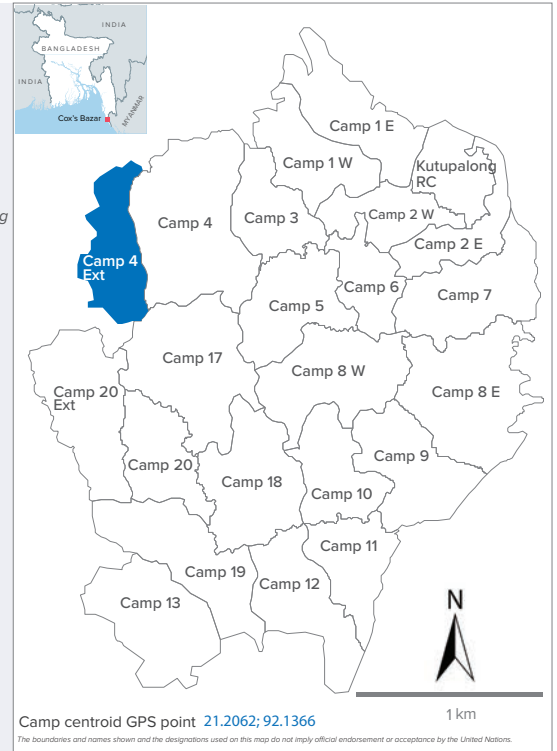 INDIA
BANGLADESH
INDIA
MYANMAR
Cox's Bazar
g
Camp 1 E
Camp 1 W
Kutupalong
RC
Camp 4
Camp 3
Camp 2 W
Camp 2 E
Camp 4
Ext
Camp 6
Camp 7
Camp 5
Camp 17
Camp 8 W
Camp 20
Ext
Camp 8 E
Camp 20
Camp 9
Camp 18
Camp 10
Camp 11
Camp 19
Camp 12
Camp 13
N
1 km
Camp centroid GPS point 21.2062; 92.1366
The boundaries and names shown and the designations used on this map do not imply official endorsement or acceptance by the United Nations.